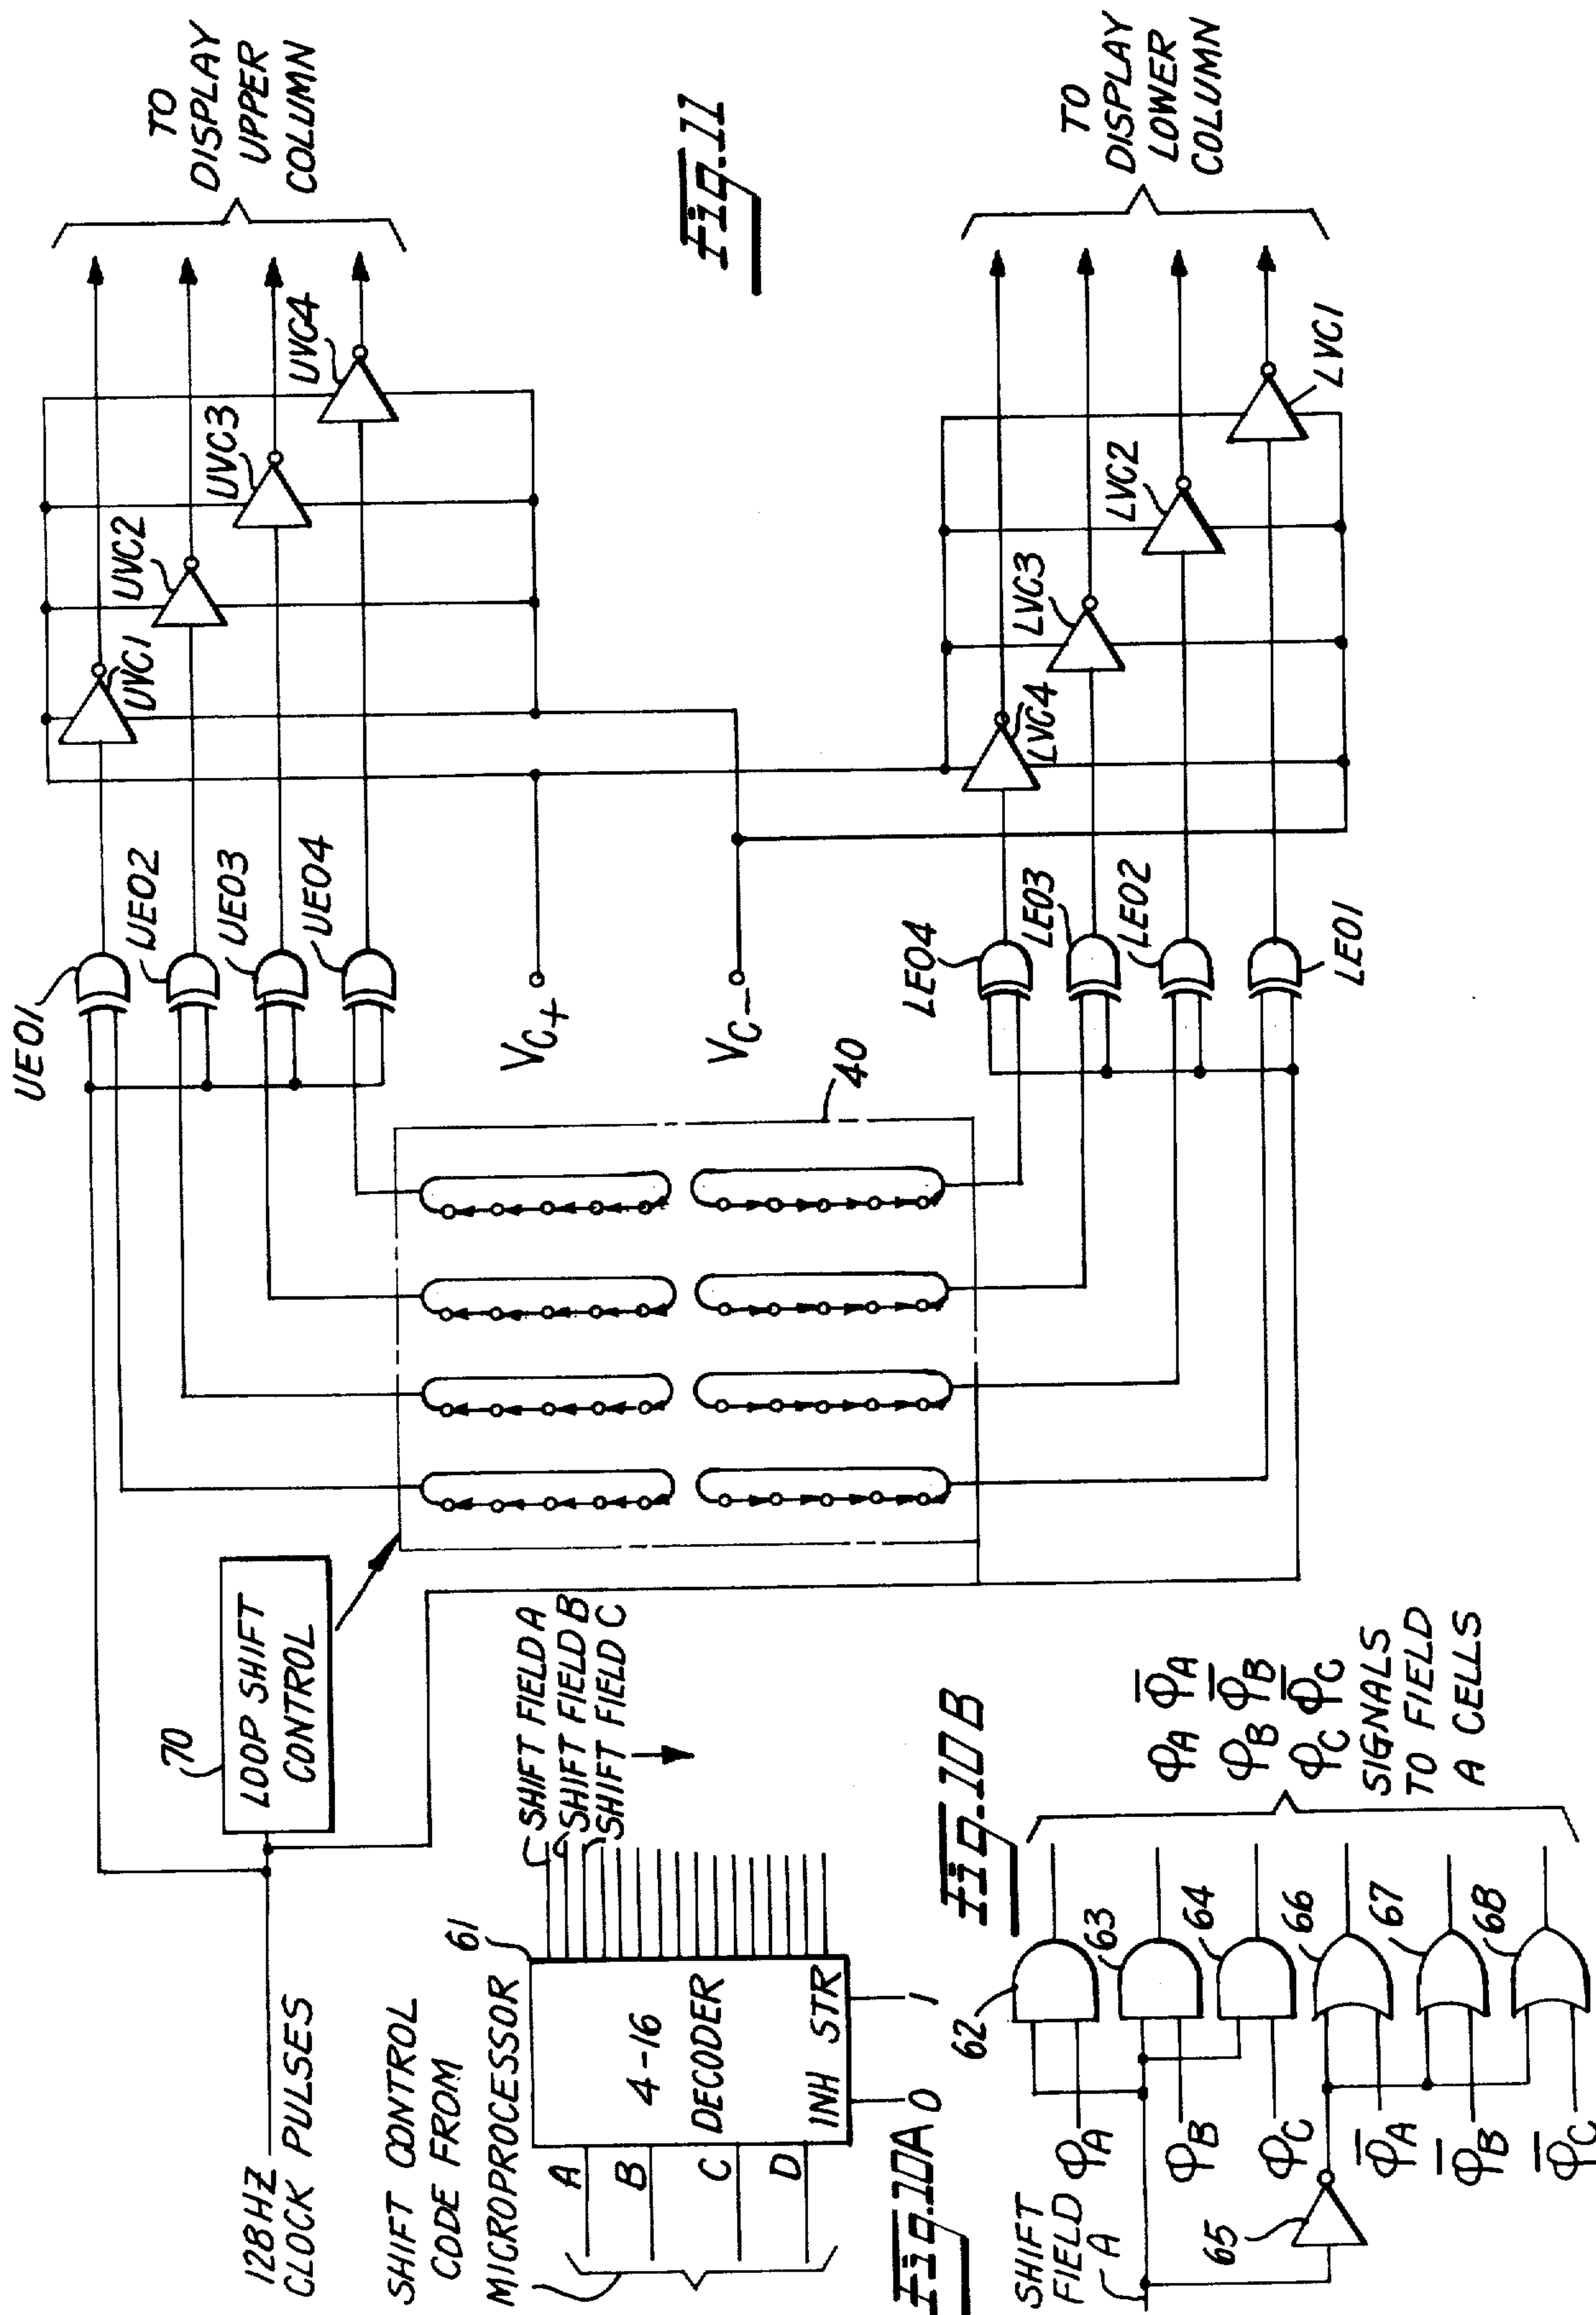 128HZ
CLOCK PULSES
70
LOOP SHIFT
CONTROL
40
UEO1
UEO2
UEO3
UEO4
UVC1
UVC2
UVC3
UVC4
TO
DISPLAY
UPPER
COLUMN
VC+
VC-
LEO4
LEO3
LEO2
LEO1
LVC4
LVC3
LVC2
LVC1
TO
DISPLAY
LOWER
COLUMN
Fig. 11
SHIFT CONTROL
CODE FROM
MICROPROCESSOR
61
A
B
C
D
4-16
DECODER
INH STR
0
1
SHIFT FIELD A
SHIFT FIELD B
SHIFT FIELD C
Fig. 10A
SHIFT
FIELD
A
65
ΦA
ΦB
ΦC
Φ̅A
Φ̅B
Φ̅C
62
63
64
66
67
68
ΦA Φ̅A
ΦB Φ̅B
ΦC Φ̅C
SIGNALS
TO FIELD
A CELLS
Fig. 10B